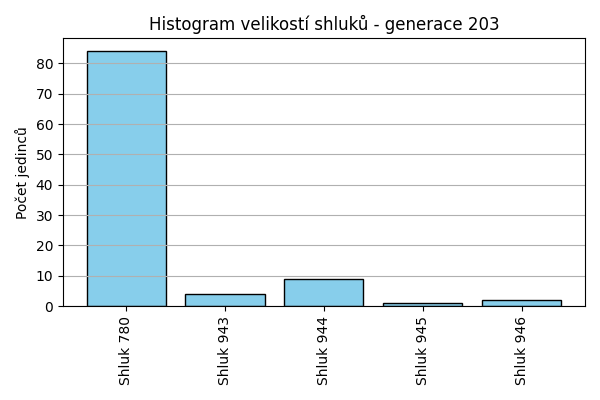 Histogram velikostí shluků - generace 203
Počet jedinců
80
70
60
50
40
30
20
10
0
Shluk 780
Shluk 943
Shluk 944
Shluk 945
Shluk 946